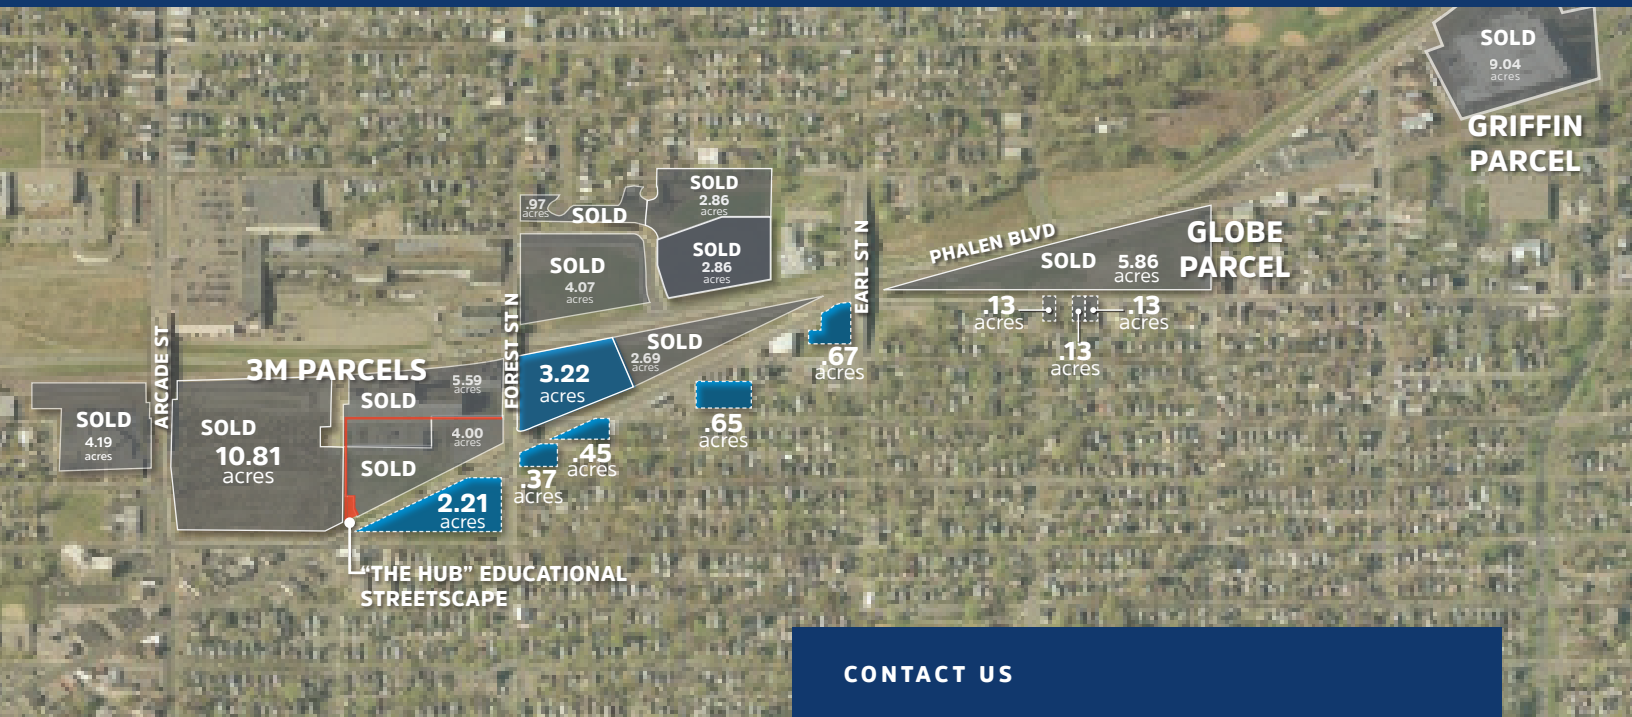 SOLD
9.04
acres
GRIFFIN
PARCEL
.97
acres
SOLD
SOLD
2.86
acres
SOLD
2.86
acres
SOLD
4.07
acres
EARL ST N
PHALEN BLVD
SOLD
5.86
acres
GLOBE
PARCEL
.13
acres
.13
acres
.13
acres
FOREST ST N
SOLD
2.69
acres
3.22
acres
.67
acres
.65
acres
.45
acres
.37
acres
ARCADE ST
3M PARCELS
5.59
acres
SOLD
4.00
acres
SOLD
SOLD
4.19
acres
SOLD
10.81
acres
2.21
acres
“THE HUB” EDUCATIONAL
STREETSCAPE
CONTACT US